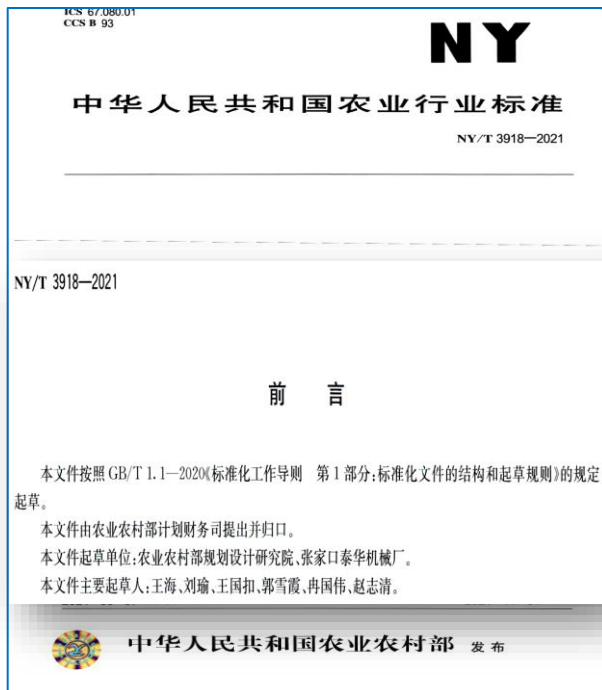 ICS 67.080.01
CCS B 93
NY
中华人民共和国农业行业标准
NY/T 3918—2021
NY/T 3918—2021
前 言
本文件按照 GB/T 1.1—2020《标准化工作导则 第 1 部分:标准化文件的结构和起草规则》的规定
起草。
本文件由农业农村部计划财务司提出并归口。
本文件起草单位:农业农村部规划设计研究院、张家口泰华机械厂。
本文件主要起草人:王海、刘瑜、王国扣、郭雪霞、冉国伟、赵志清。
中华人民共和国农业农村部 发布